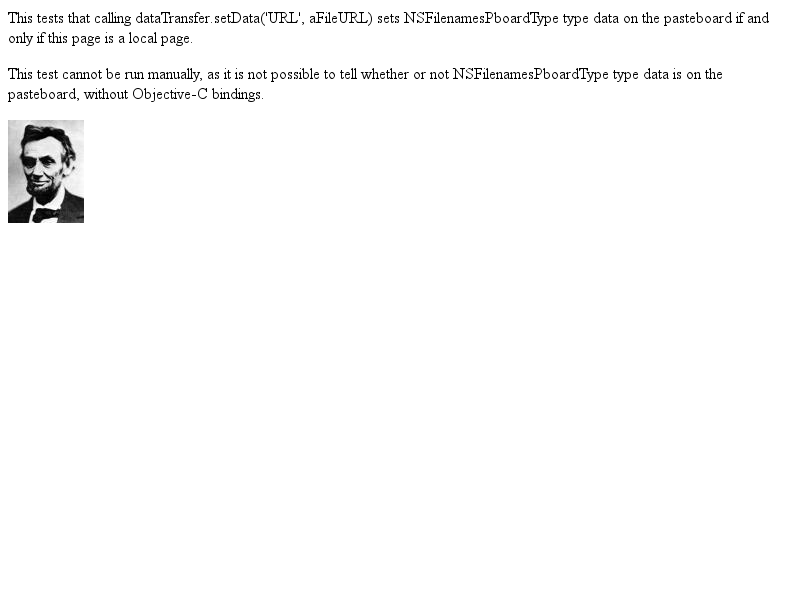 This tests that calling dataTransfer.setData('URL', aFileURL) sets NSFilenamesPboardType type data on the pasteboard if and
only if this page is a local page.
This test cannot be run manually, as it is not possible to tell whether or not NSFilenamesPboardType type data is on the
pasteboard, without Objective-C bindings.